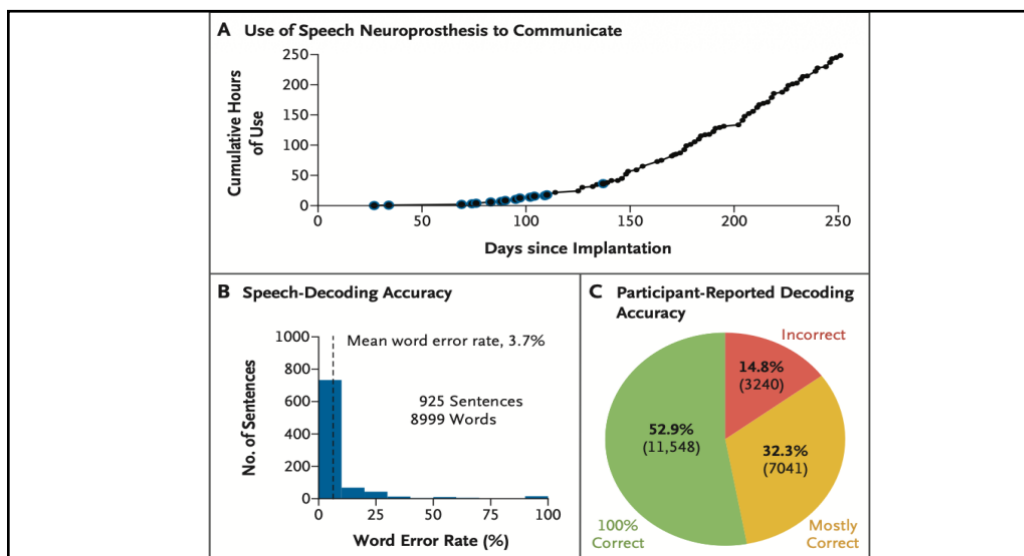 A Use of Speech Neuroprosthesis to Communicate
Cumulative Hours
of Use
250
200
150
100
50
0
0 50 100 150 200 250
Days since Implantation
B Speech-Decoding Accuracy
No. of Sentences
1000
800
600
400
200
0
Mean word error rate, 3.7%
925 Sentences
8999 Words
0 25 50 75 100
Word Error Rate (%)
C Participant-Reported Decoding
Accuracy
Incorrect
14.8%
(3240)
52.9%
(11,548)
32.3%
(7041)
100%
Correct
Mostly
Correct